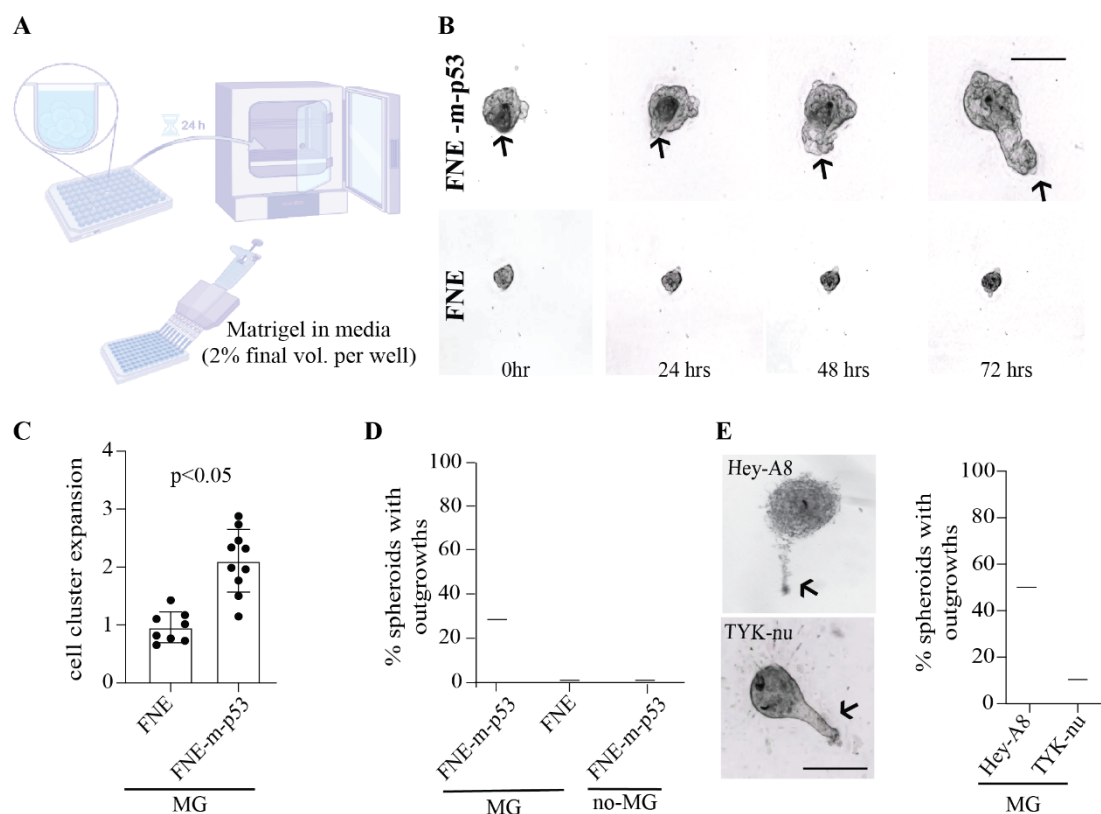 A
24 h
Matrigel in media
(2% final vol. per well)
B
FNE -m-p53
FNE
0hr
24 hrs
48 hrs
72 hrs
C
cell cluster expansion
4
3
2
1
0
p<0.05
FNE
FNE-m-p53
MG
D
% spheroids with
outgrowths
100
80
60
40
20
0
FNE-m-p53
FNE
FNE-m-p53
MG
no-MG
E
Hey-A8
TYK-nu
% spheroids with
outgrowths
100
80
60
40
20
0
Hey-A8
TYK-nu
MG